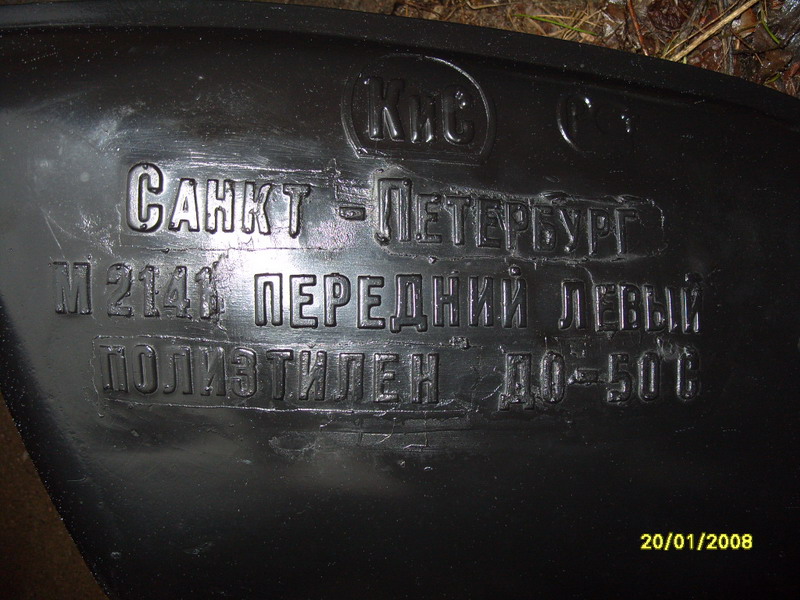 КиС
САНКТ-ПЕТЕРБУРГ
М 2141 ПЕРЕДНИЙ ЛЕВЫЙ
ПОЛИЭТИЛЕН ДО-50 С
20/01/2008